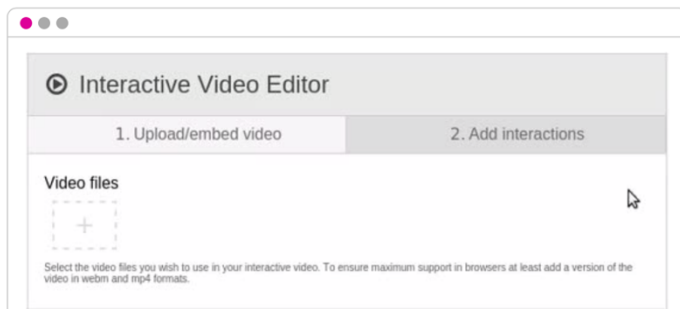 Interactive Video Editor
1. Upload/embed video
2. Add interactions
Video files
Select the video files you wish to use in your interactive video. To ensure maximum support in browsers at least add a version of the
video in webm and mp4 formats.